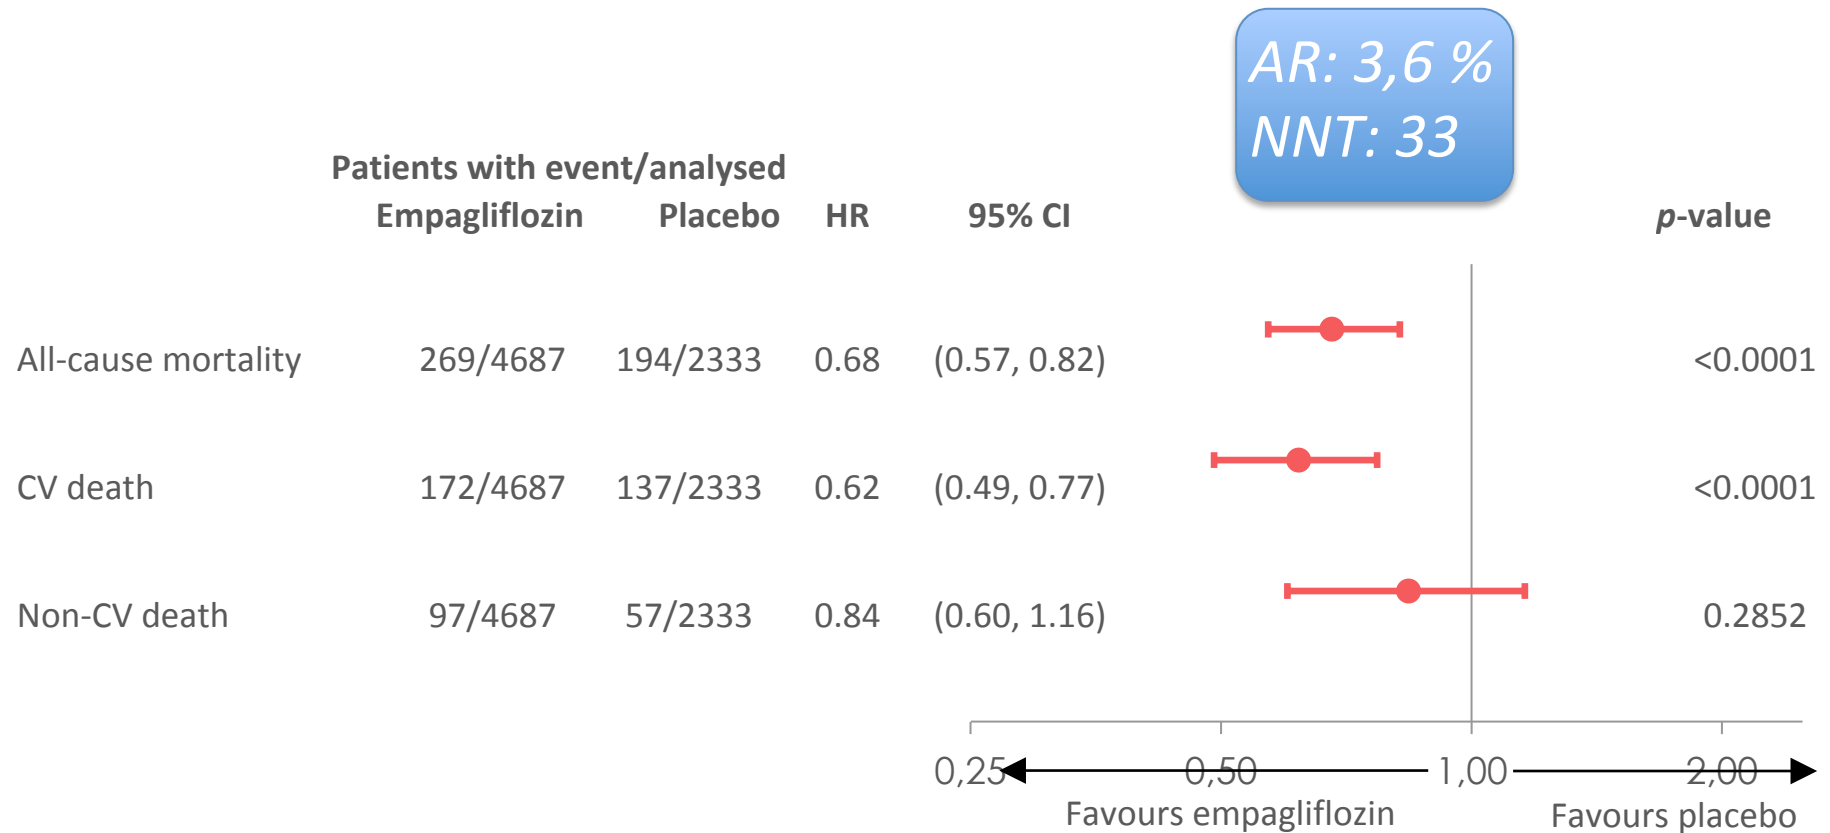 AR: 3,6 %
NNT: 33
Patients with event/analysed
Empagliflozin Placebo HR 95% CI p-value
All-cause mortality 269/4687 194/2333 0.68 (0.57, 0.82) <0.0001
CV death 172/4687 137/2333 0.62 (0.49, 0.77) <0.0001
Non-CV death 97/4687 57/2333 0.84 (0.60, 1.16) 0.2852
0,25 0,50 1,00 2,00
Favours empagliflozin Favours placebo